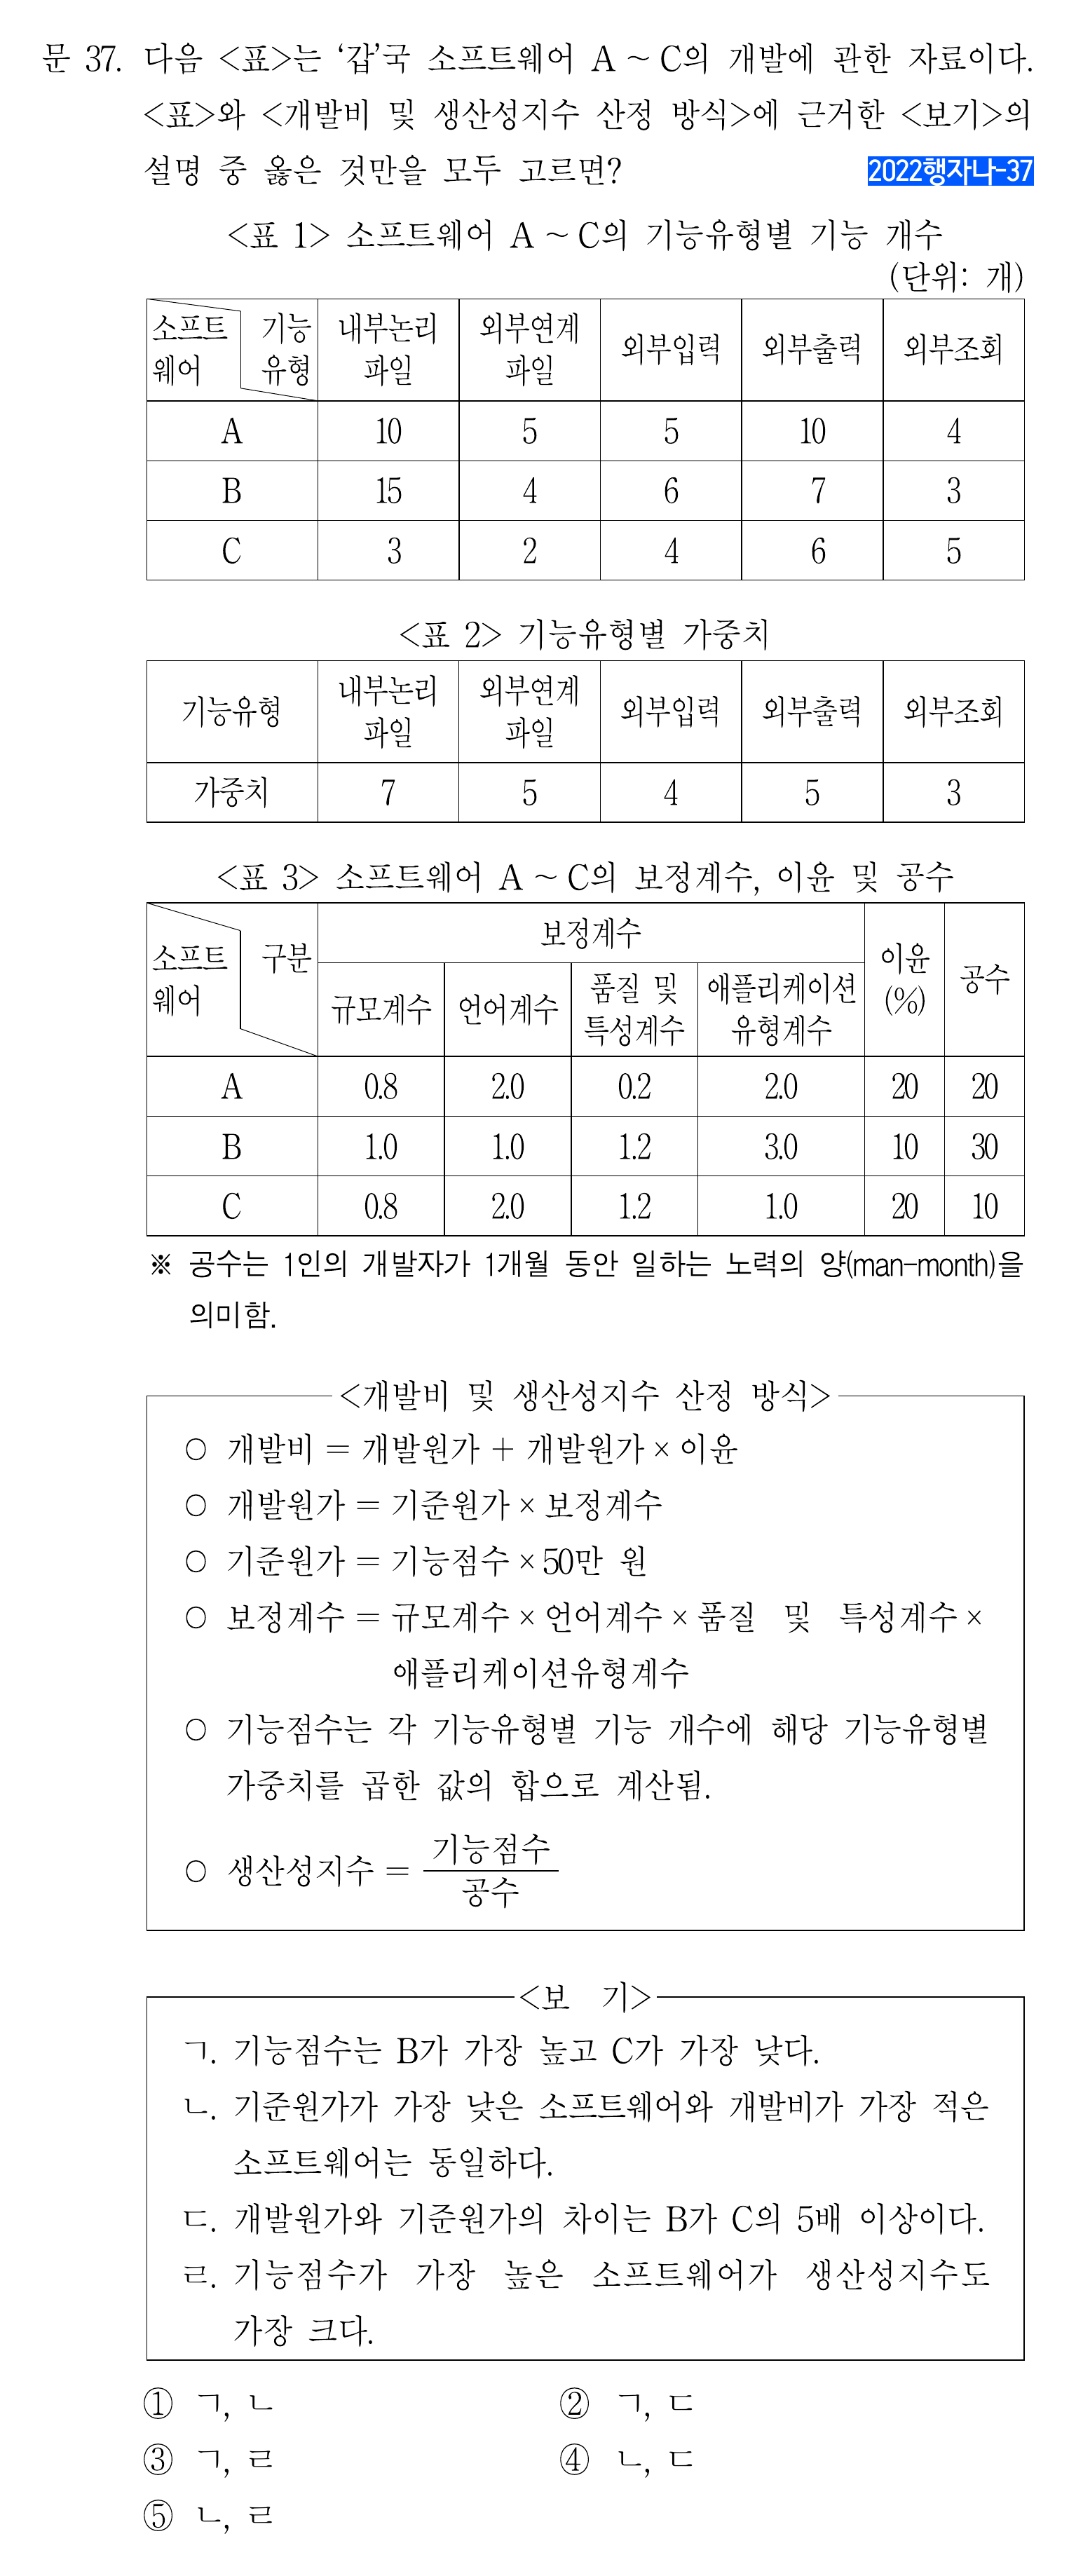 문 37. 다음 <표>는 ‘갑’국 소프트웨어 A ~ C의 개발에 관한 자료이다.
<표>와 <개발비 및 생산성지수 산정 방식>에 근거한 <보기>의
설명 중 옳은 것만을 모두 고르면?
2022행자나-37
<표 1> 소프트웨어 A ~ C의 기능유형별 기능 개수
(단위: 개)
소프트웨어 기능유형 내부논리파일 외부연계파일 외부입력 외부출력 외부조회
A 10 5 5 10 4
B 15 4 6 7 3
C 3 2 4 6 5
<표 2> 기능유형별 가중치
기능유형 내부논리파일 외부연계파일 외부입력 외부출력 외부조회
가중치 7 5 4 5 3
<표 3> 소프트웨어 A ~ C의 보정계수, 이윤 및 공수
소프트웨어 구분 보정계수 이윤(%) 공수
규모계수 언어계수 품질 및 특성계수 애플리케이션유형계수
A 0.8 2.0 0.2 2.0 20 20
B 1.0 1.0 1.2 3.0 10 30
C 0.8 2.0 1.2 1.0 20 10
※ 공수는 1인의 개발자가 1개월 동안 일하는 노력의 양(man-month)을
의미함.
<개발비 및 생산성지수 산정 방식>
○ 개발비 = 개발원가 + 개발원가 × 이윤
○ 개발원가 = 기준원가 × 보정계수
○ 기준원가 = 기능점수 × 50만 원
○ 보정계수 = 규모계수 × 언어계수 × 품질 및 특성계수 ×
애플리케이션유형계수
○ 기능점수는 각 기능유형별 기능 개수에 해당 기능유형별
가중치를 곱한 값의 합으로 계산됨.
○ 생산성지수 = 기능점수
공수
<보 기>
ㄱ. 기능점수는 B가 가장 높고 C가 가장 낮다.
ㄴ. 기준원가가 가장 낮은 소프트웨어와 개발비가 가장 적은
소프트웨어는 동일하다.
ㄷ. 개발원가와 기준원가의 차이는 B가 C의 5배 이상이다.
ㄹ. 기능점수가 가장 높은 소프트웨어가 생산성지수도
가장 크다.
① ㄱ, ㄴ
② ㄱ, ㄷ
③ ㄱ, ㄹ
④ ㄴ, ㄷ
⑤ ㄴ, ㄹ